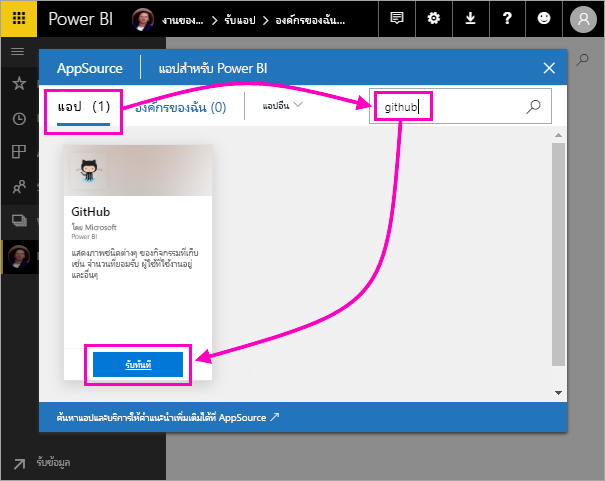 Power BI
งานของ... > รับแอป > องค์กรของฉัน...
AppSource
แอปสำหรับ Power BI
แอป (1)
องค์กรของฉัน (0)
แอปอื่น
github
GitHub
โดย Microsoft
Power BI
แสดงภาพชนิดต่างๆ ของกิจกรรมที่เก็บ
เช่น จำนวนที่ยอมรับ ผู้ใช้ที่ใช้งานอยู่
และอื่นๆ
รับทันที
ค้นหาแอปและบริการให้คำแนะนำเพิ่มเติมได้ที่ AppSource
รับข้อมูล